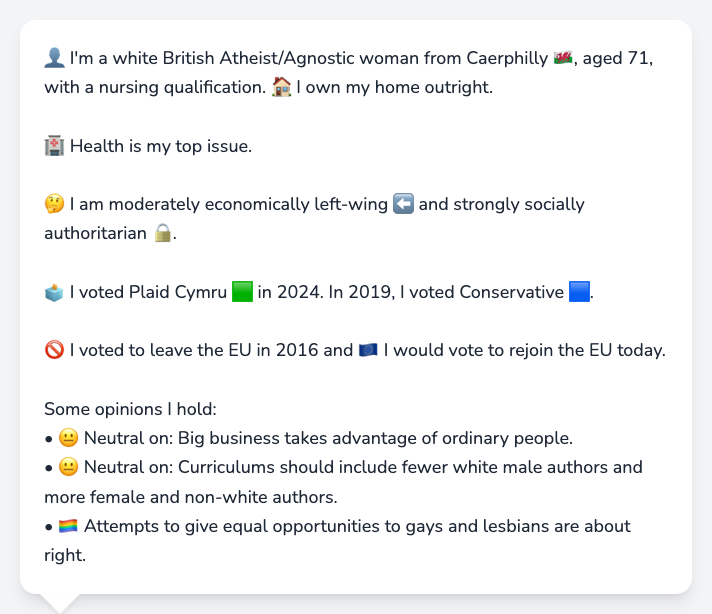 👤 I'm a white British Atheist/Agnostic woman from Caerphilly 🏴󠁧󠁢󠁷󠁬󠁳󠁿, aged 71,
with a nursing qualification. 🏠 I own my home outright.
🏥 Health is my top issue.
🤔 I am moderately economically left-wing ⬅️ and strongly socially
authoritarian 🔒.
🗳️ I voted Plaid Cymru 🟩 in 2024. In 2019, I voted Conservative 🟦.
🚫 I voted to leave the EU in 2016 and 🇪🇺 I would vote to rejoin the EU today.
Some opinions I hold:
• 😐 Neutral on: Big business takes advantage of ordinary people.
• 😐 Neutral on: Curriculums should include fewer white male authors and
more female and non-white authors.
• 🏳️‍🌈 Attempts to give equal opportunities to gays and lesbians are about
right.